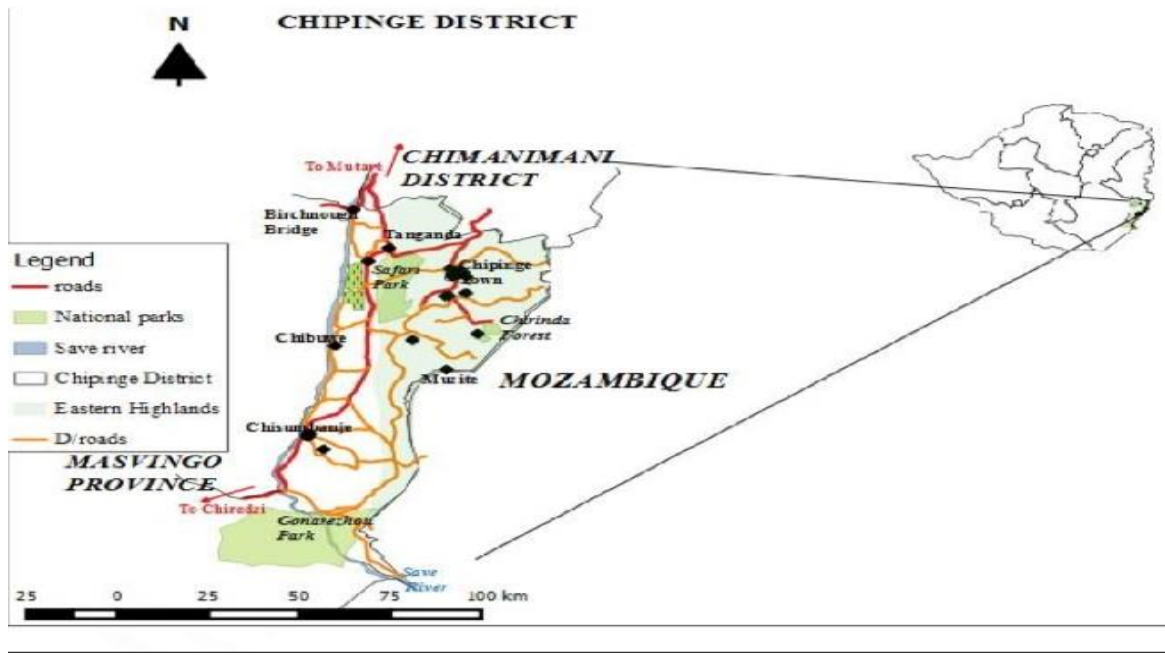 N
CHIPINGE DISTRICT
To Mutare
CHIMANIMANI
DISTRICT
Birchnough
Bridge
Tanganda
Safari
Park
Chipinge
Town
Chirinda
Forest
Chibuwe
Murite
MOZAMBIQUE
Legend
roads
National parks
Save river
Chipinge District
Eastern Highlands
D/roads
Chisumbanje
MASVINGO
PROVINCE
To Chiredzi
Gonarezhou
Park
Save
River
25 0 25 50 75 100 km